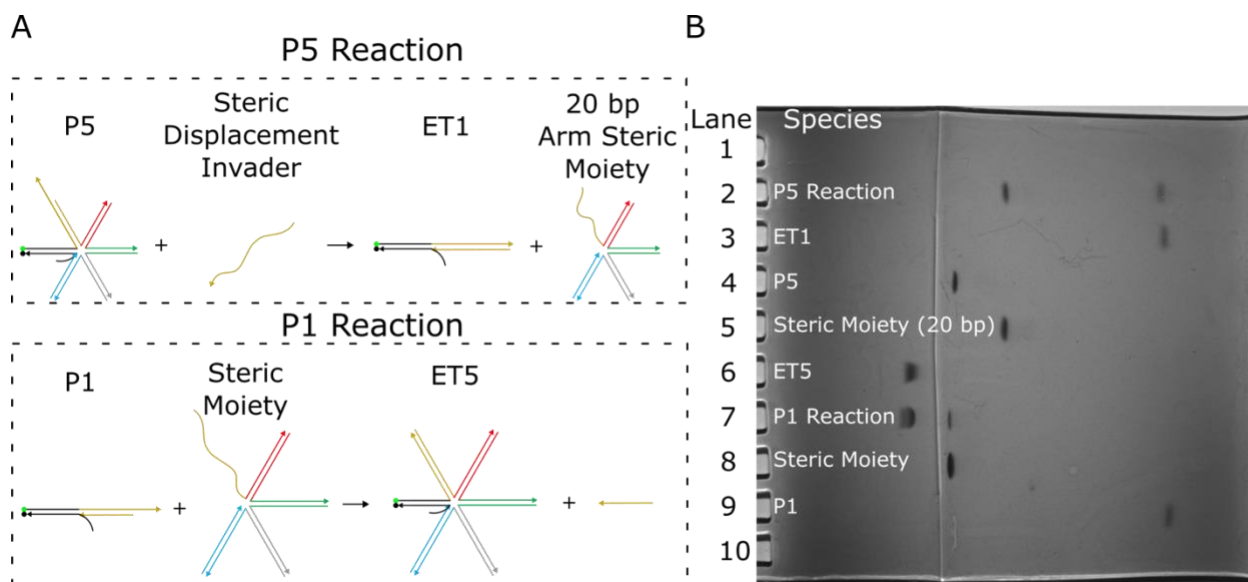 A
P5 Reaction
P5
Steric
Displacement
Invader
ET1
20 bp
Arm Steric
Moiety
+
+
P1 Reaction
P1
Steric
Moiety
ET5
+
+
B
Lane Species
1
2 P5 Reaction
3 ET1
4 P5
5 Steric Moiety (20 bp)
6 ET5
7 P1 Reaction
8 Steric Moiety
9 P1
10